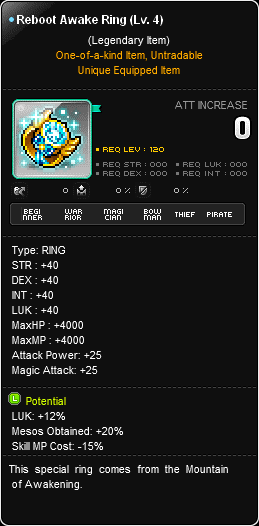 Reboot Awake Ring (Lv. 4)
(Legendary Item)
One-of-a-kind Item, Untradable
Unique Equipped Item
ATT INCREASE
0
REQ LEV : 120
REQ STR : 000 REQ LUK : 000
REQ DEX : 000 REQ INT : 000
0 0 % 0 %
BEGINNER WARRIOR MAGICIAN BOWMAN THIEF PIRATE
Type: RING
STR : +40
DEX : +40
INT : +40
LUK : +40
MaxHP : +4000
MaxMP : +4000
Attack Power: +25
Magic Attack: +25
L Potential
LUK: +12%
Mesos Obtained: +20%
Skill MP Cost: -15%
This special ring comes from the Mountain
of Awakening.